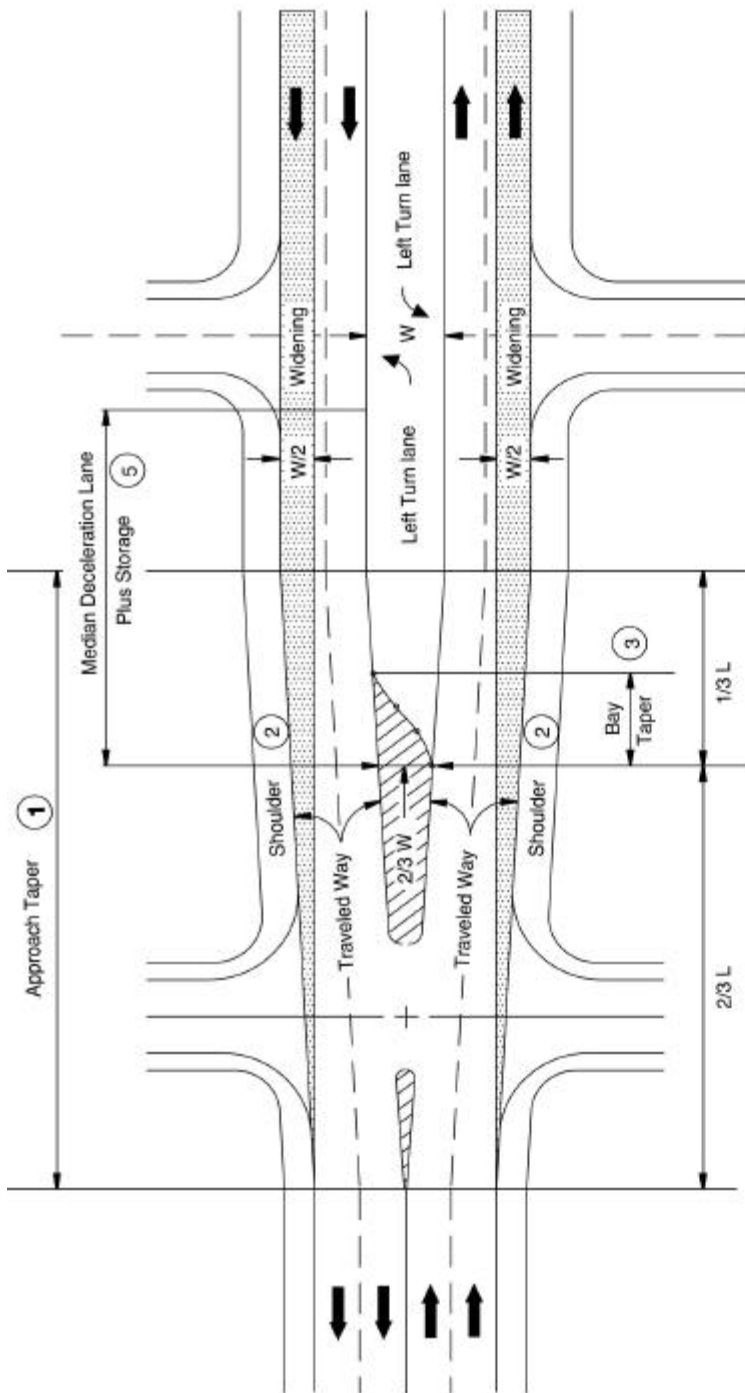 Approach Taper 1
Median Deceleration Lane
Plus Storage 5
Shoulder 2
W/2
Widening
Traveled Way
2/3 W
Left Turn lane
W
Left Turn lane
Traveled Way
W/2
Widening
Shoulder 2
Bay
Taper
3
2/3 L
1/3 L